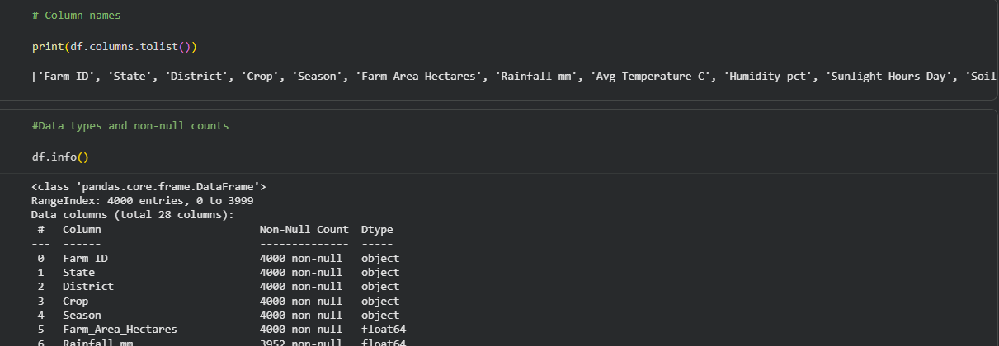 # Column names
print(df.columns.tolist())
['Farm_ID', 'State', 'District', 'Crop', 'Season', 'Farm_Area_Hectares', 'Rainfall_mm', 'Avg_Temperature_C', 'Humidity_pct', 'Sunlight_Hours_Day', 'Soil
#Data types and non-null counts
df.info()
<class 'pandas.core.frame.DataFrame'>
RangeIndex: 4000 entries, 0 to 3999
Data columns (total 28 columns):
# Column Non-Null Count Dtype
--- ------ -------------- -----
0 Farm_ID 4000 non-null object
1 State 4000 non-null object
2 District 4000 non-null object
3 Crop 4000 non-null object
4 Season 4000 non-null object
5 Farm_Area_Hectares 4000 non-null float64
6 Rainfall_mm 3952 non-null float64